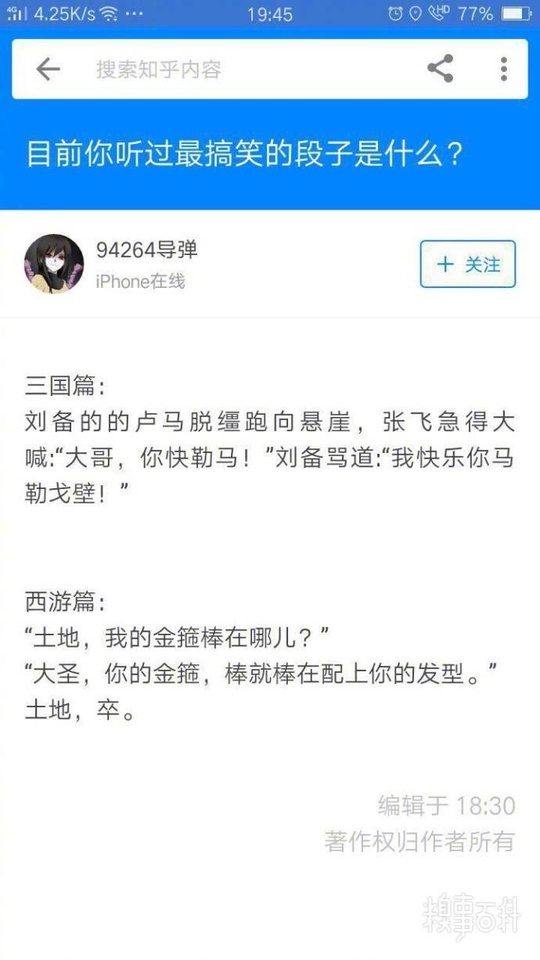 4G 4.25K/s ··· 19:45 HD 77%
搜索知乎内容
目前你听过最搞笑的段子是什么？
94264导弹
iPhone在线
+ 关注
三国篇：
刘备的的卢马脱缰跑向悬崖，张飞急得大
喊:“大哥，你快勒马！”刘备骂道:“我快乐你马
勒戈壁！”
西游篇：
“土地，我的金箍棒在哪儿？”
“大圣，你的金箍，棒就棒在配上你的发型。”
土地，卒。
编辑于 18:30
著作权归作者所有
糗事百科